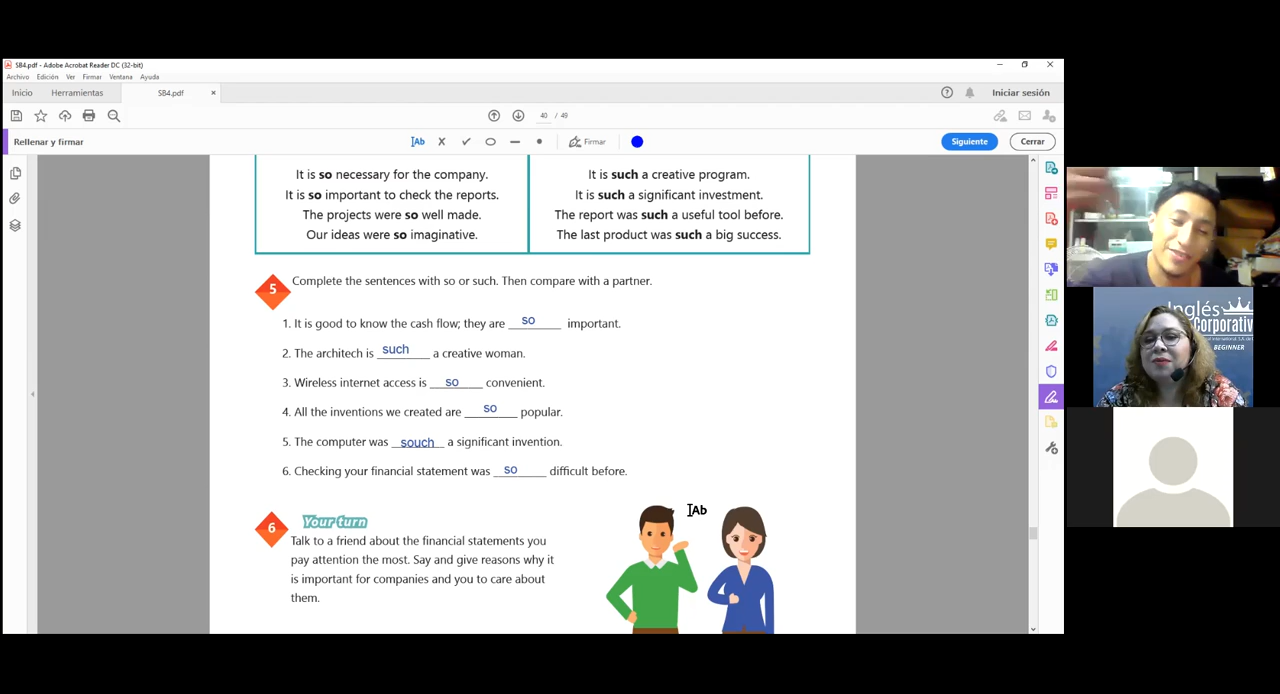 SB4.pdf - Adobe Acrobat Reader DC (32-bit)
Archivo Edición Ver Firmar Ventana Ayuda
Inicio Herramientas SB4.pdf × Iniciar sesión
40 / 49
Rellenar y firmar IAb Firmar Siguiente Cerrar
It is so necessary for the company.
It is so important to check the reports.
The projects were so well made.
Our ideas were so imaginative.
It is such a creative program.
It is such a significant investment.
The report was such a useful tool before.
The last product was such a big success.
5 Complete the sentences with so or such. Then compare with a partner.
1. It is good to know the cash flow; they are so important.
2. The architech is such a creative woman.
3. Wireless internet access is so convenient.
4. All the inventions we created are so popular.
5. The computer was souch a significant invention.
6. Checking your financial statement was so difficult before.
6 Your turn
Talk to a friend about the financial statements you
pay attention the most. Say and give reasons why it
is important for companies and you to care about
them.
IAb
Inglés
Corporativ
BEGINNER